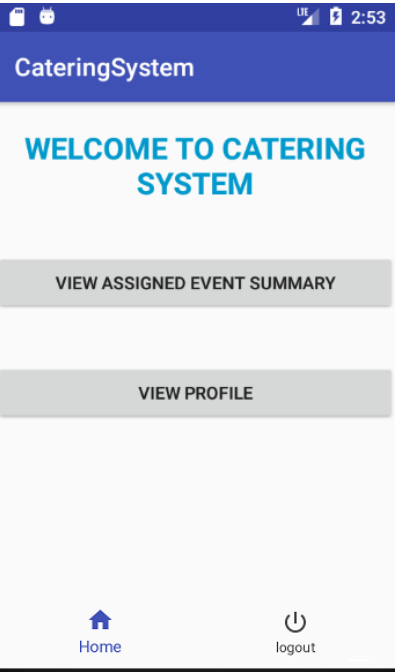 LTE 2:53
CateringSystem
WELCOME TO CATERING
SYSTEM
VIEW ASSIGNED EVENT SUMMARY
VIEW PROFILE
Home logout